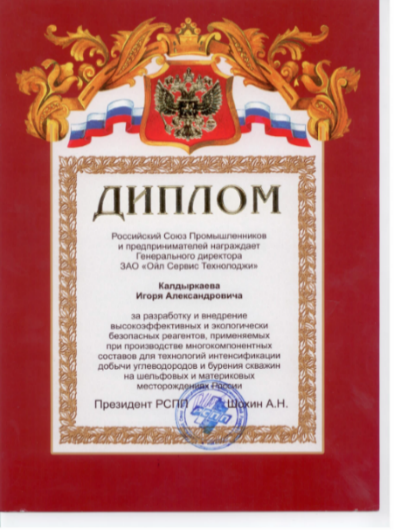 ДИПЛОМ
Российский Союз Промышленников
и предпринимателей награждает
Генерального директора
ЗАО «Ойл Сервис Технолоджи»
Калдыркаева
Игоря Александровича
за разработку и внедрение
высокоэффективных и экологически
безопасных реагентов, применяемых
при производстве многокомпонентных
составов для технологий интенсификации
добычи углеводородов и бурения скважин
на шельфовых и материковых
месторождениях России
Президент РСПП Шохин А.Н.